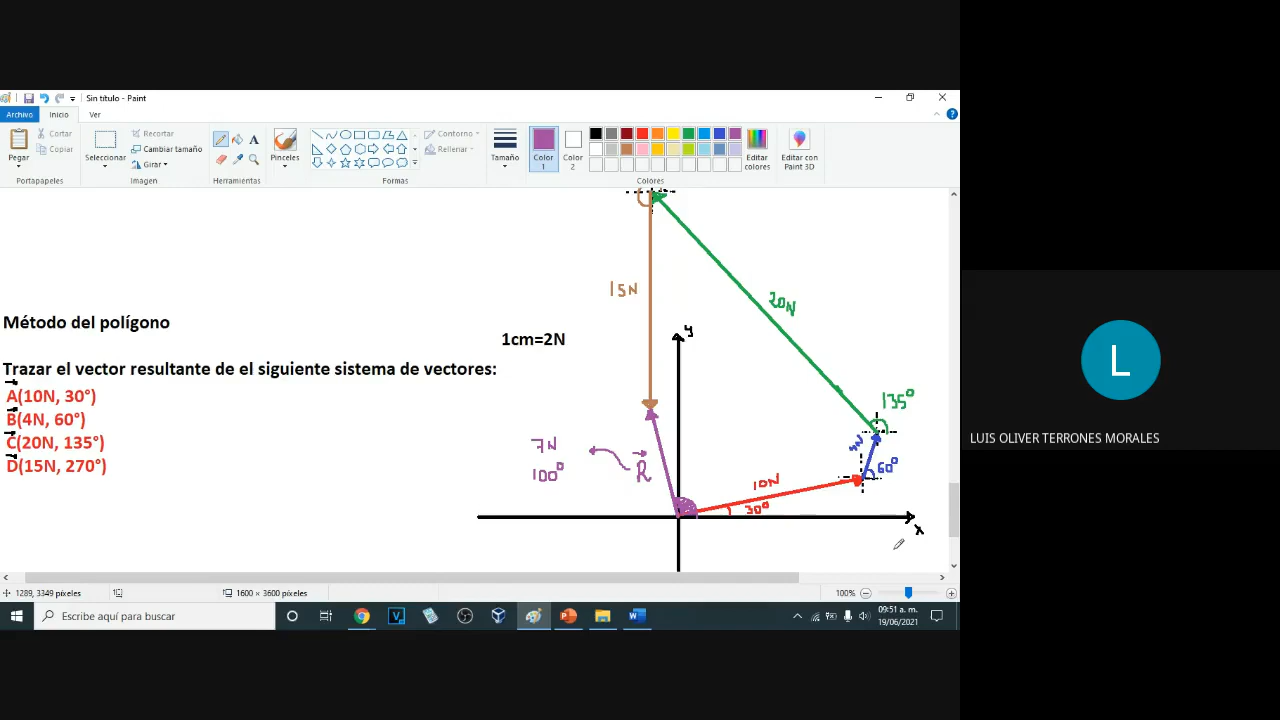 Sin título - Paint
Archivo Inicio Ver
Pegar
Cortar
Copiar
Portapapeles
Seleccionar
Recortar
Cambiar tamaño
Girar
Imagen
A
Herramientas
Pinceles
Contorno
Rellenar
Formas
Tamaño
Color 1
Color 2
Editar colores
Editar con Paint 3D
Colores
Método del polígono
1cm=2N
Trazar el vector resultante de el siguiente sistema de vectores:
A(10N, 30°)
B(4N, 60°)
C(20N, 135°)
D(15N, 270°)
15N
20N
y
135°
4N
60°
7N
100°
R
10N
30°
x
1289, 3349 píxeles
1600 × 3600 píxeles
100%
Escribe aquí para buscar
09:51 a. m.
19/06/2021
L
LUIS OLIVER TERRONES MORALES